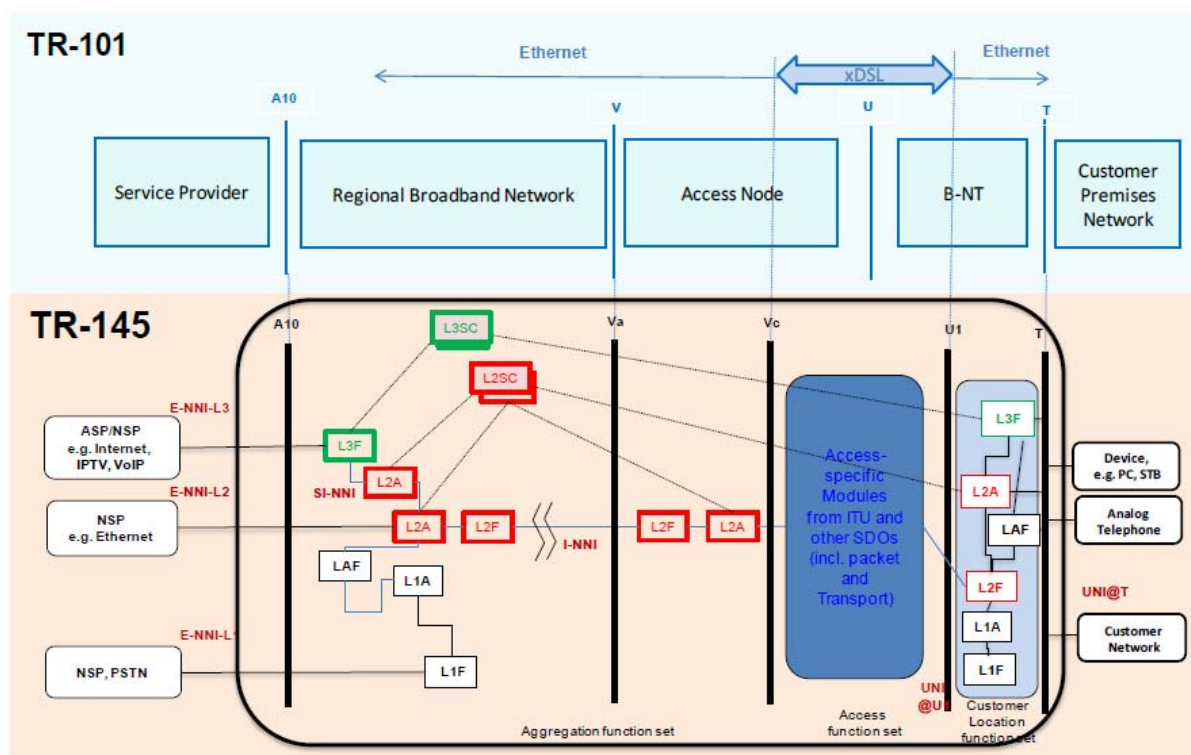 TR-101
Ethernet
xDSL
Ethernet
A10
V
U
T
Service Provider
Regional Broadband Network
Access Node
B-NT
Customer
Premises
Network
TR-145
A10
Va
Vc
U1
T
L3SC
L2SC
E-NNI-L3
ASP/NSP
e.g. Internet,
IPTV, VoIP
L3F
L2A
SI-NNI
E-NNI-L2
NSP
e.g. Ethernet
L2A
L2F
I-NNI
L2F
L2A
LAF
L1A
E-NNI-L1
NSP, PSTN
L1F
Access-
specific
Modules
from ITU and
other SDOs
(incl. packet
and
Transport)
L3F
L2A
LAF
L2F
L1A
L1F
Device,
e.g. PC, STB
Analog
Telephone
UNI@T
Customer
Network
UNI
@U1
Aggregation function set
Access
function set
Customer
Location
function set